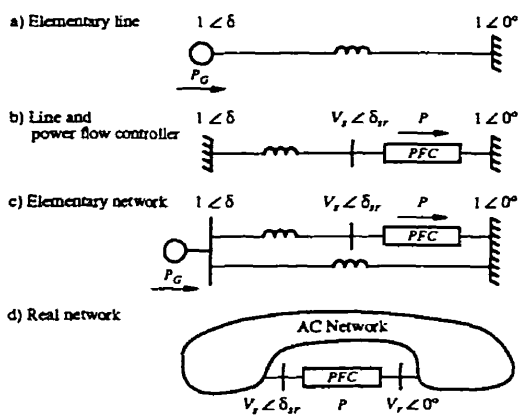 a) Elementary line 1∠δ 1∠0°
P_G
b) Line and power flow controller 1∠δ V_s∠δ_sr P 1∠0°
PFC
c) Elementary network 1∠δ V_s∠δ_sr P 1∠0°
PFC
P_G
d) Real network
AC Network
PFC
V_s∠δ_sr P V_r∠0°